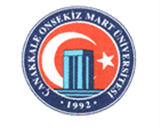 ÇANAKKALE ONSEKİZ MART ÜNİVERSİTESİ
· 1992 ·